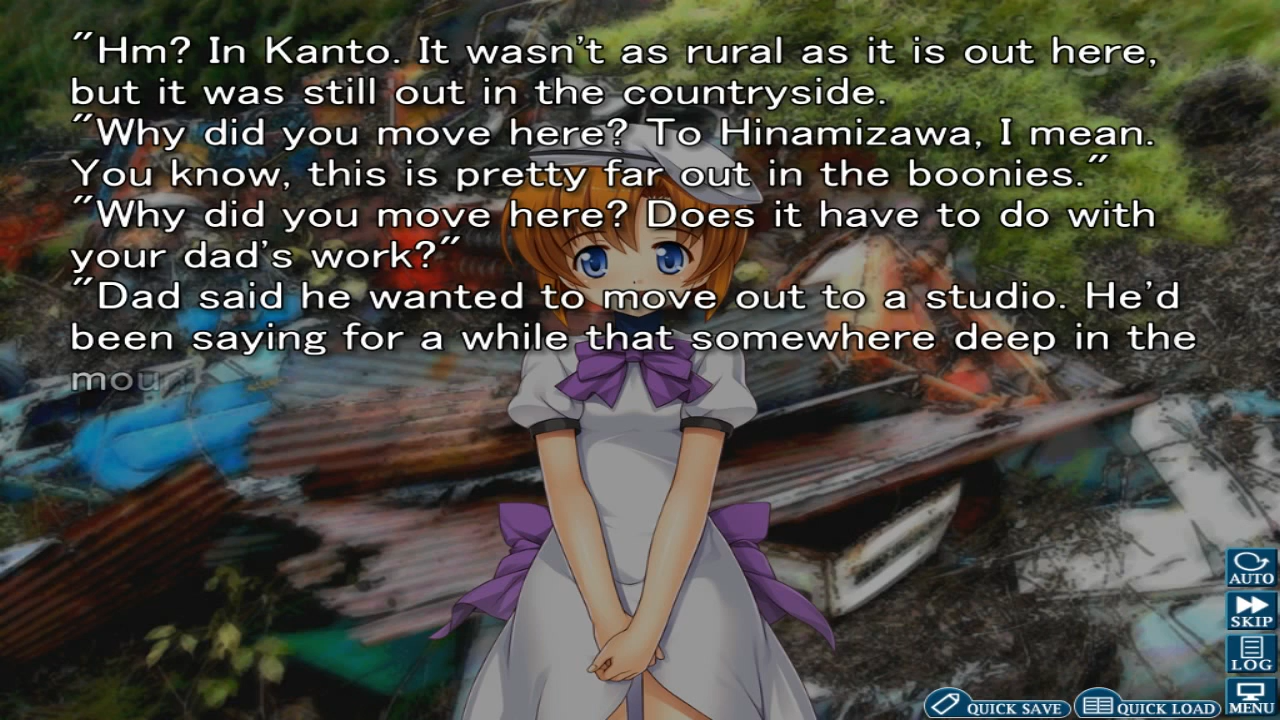 "Hm? In Kanto. It wasn't as rural as it is out here,
but it was still out in the countryside.
"Why did you move here? To Hinamizawa, I mean.
You know, this is pretty far out in the boonies."
"Why did you move here? Does it have to do with
your dad's work?"
"Dad said he wanted to move out to a studio. He'd
been saying for a while that somewhere deep in the
moun
AUTO
SKIP
LOG
QUICK SAVE
QUICK LOAD
MENU